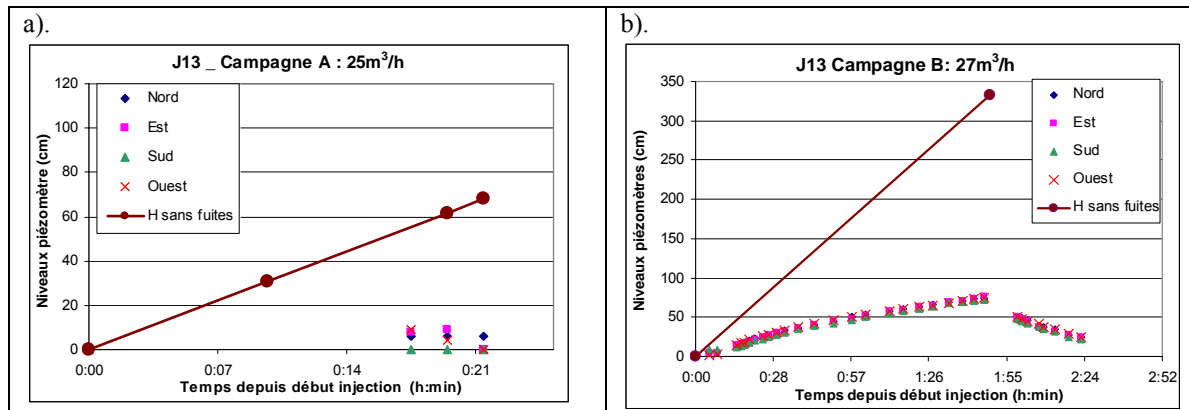 a).
J13 _ Campagne A : 25m³/h
Niveaux piézomètre (cm)
120
100
80
60
40
20
0
Nord
Est
Sud
Ouest
H sans fuites
0:00
0:07
0:14
0:21
Temps depuis début injection (h:min)
b).
J13 Campagne B: 27m³/h
Niveaux piézomètres (cm)
350
300
250
200
150
100
50
0
Nord
Est
Sud
Ouest
H sans fuites
0:00
0:28
0:57
1:26
1:55
2:24
2:52
Temps depuis début injection (h:min)